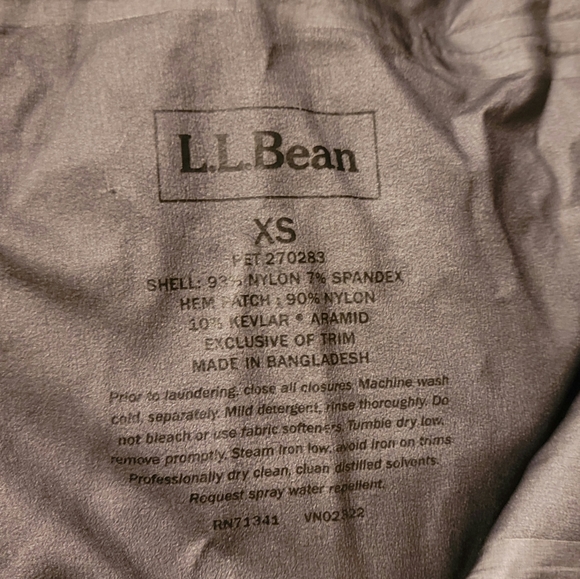 L.L.Bean
XS
PET 270283
SHELL: 93% NYLON 7% SPANDEX
HEM PATCH : 90% NYLON
10% KEVLAR ® ARAMID
EXCLUSIVE OF TRIM
MADE IN BANGLADESH
Prior to laundering, close all closures. Machine wash
cold, separately. Mild detergent, rinse thoroughly. Do
not bleach or use fabric softeners. Tumble dry low,
remove promptly. Steam iron low, avoid iron on trims.
Professionally dry clean, clean distilled solvents.
Request spray water repellent.
RN71341 VN02822